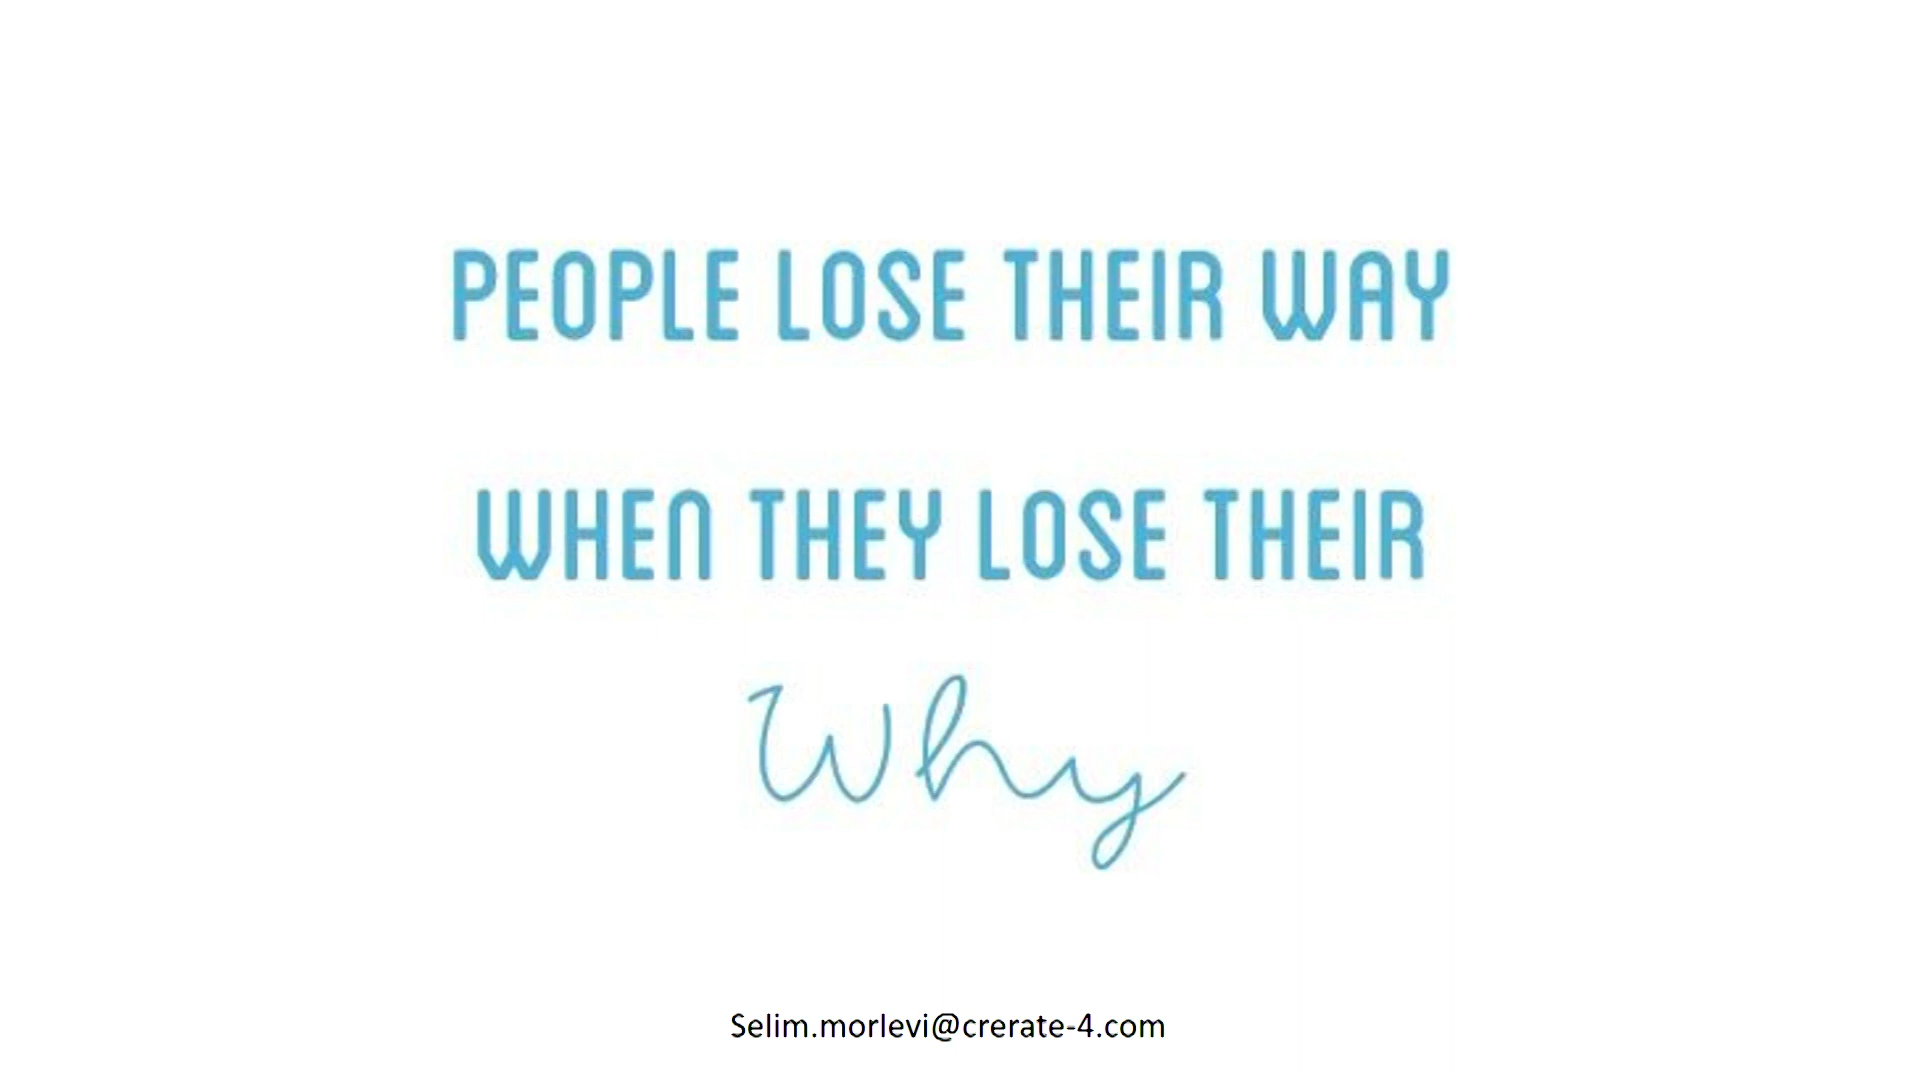 PEOPLE LOSE THEIR WAY
WHEN THEY LOSE THEIR
Why
Selim.morlevi@crerate-4.com